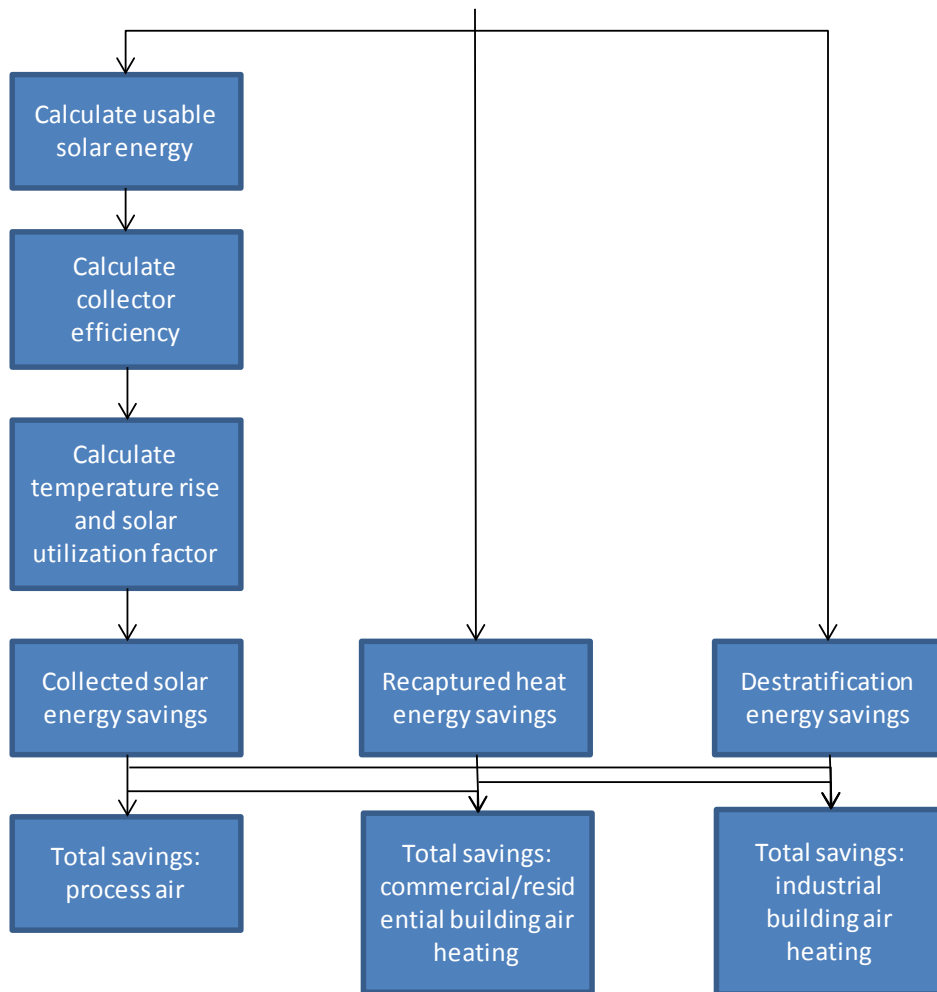 Calculate usable
solar energy
Calculate
collector
efficiency
Calculate
temperature rise
and solar
utilization factor
Collected solar
energy savings
Recaptured heat
energy savings
Destratification
energy savings
Total savings:
process air
Total savings:
commercial/resid
ential building air
heating
Total savings:
industrial
building air
heating